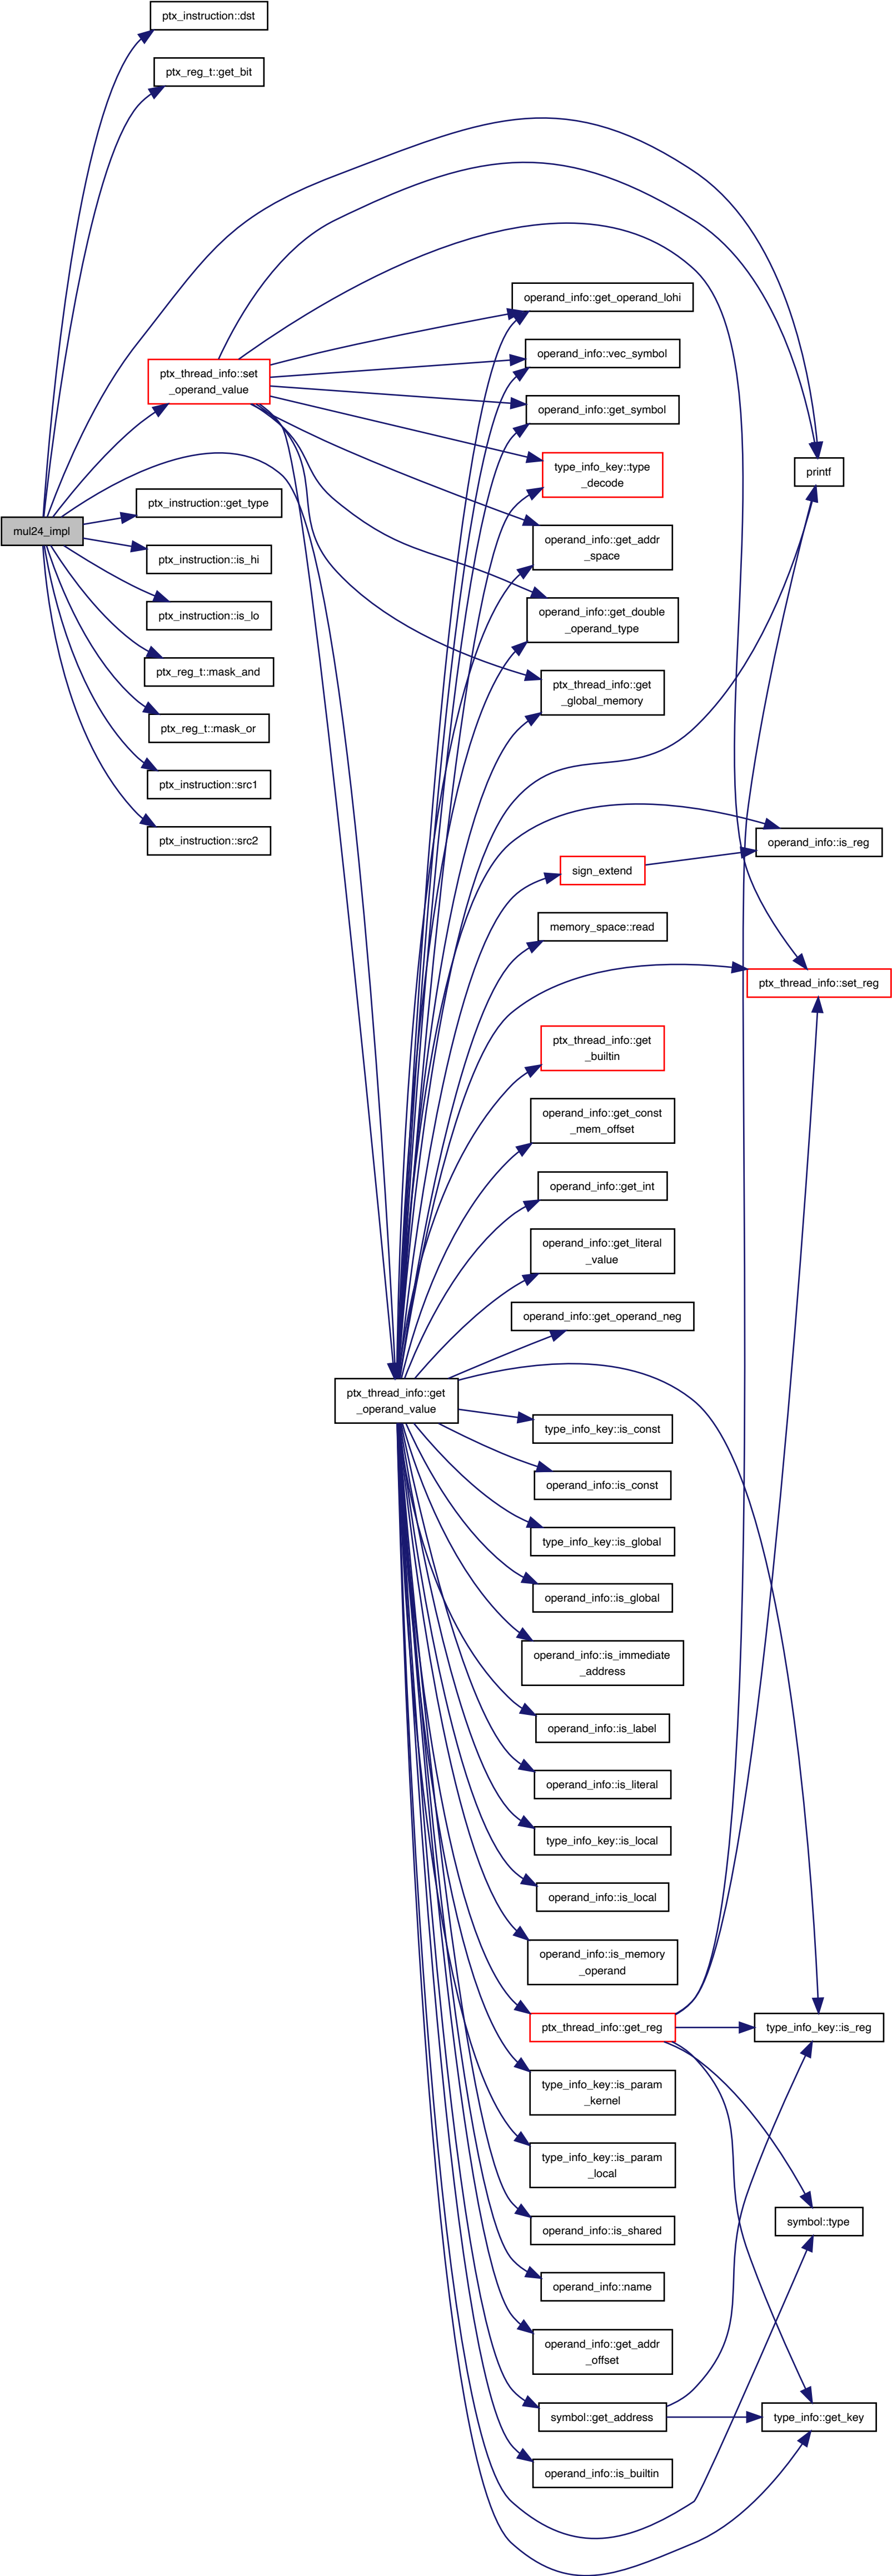 ptx_instruction::dst
ptx_reg_t::get_bit
operand_info::get_operand_lohi
operand_info::vec_symbol
ptx_thread_info::set
_operand_value
operand_info::get_symbol
type_info_key::type
_decode
printf
ptx_instruction::get_type
mul24_impl
operand_info::get_addr
_space
ptx_instruction::is_hi
ptx_instruction::is_lo
operand_info::get_double
_operand_type
ptx_reg_t::mask_and
ptx_thread_info::get
_global_memory
ptx_reg_t::mask_or
ptx_instruction::src1
ptx_instruction::src2
operand_info::is_reg
sign_extend
memory_space::read
ptx_thread_info::set_reg
ptx_thread_info::get
_builtin
operand_info::get_const
_mem_offset
operand_info::get_int
operand_info::get_literal
_value
operand_info::get_operand_neg
ptx_thread_info::get
_operand_value
type_info_key::is_const
operand_info::is_const
type_info_key::is_global
operand_info::is_global
operand_info::is_immediate
_address
operand_info::is_label
operand_info::is_literal
type_info_key::is_local
operand_info::is_local
operand_info::is_memory
_operand
ptx_thread_info::get_reg
type_info_key::is_reg
type_info_key::is_param
_kernel
type_info_key::is_param
_local
symbol::type
operand_info::is_shared
operand_info::name
operand_info::get_addr
_offset
symbol::get_address
type_info::get_key
operand_info::is_builtin